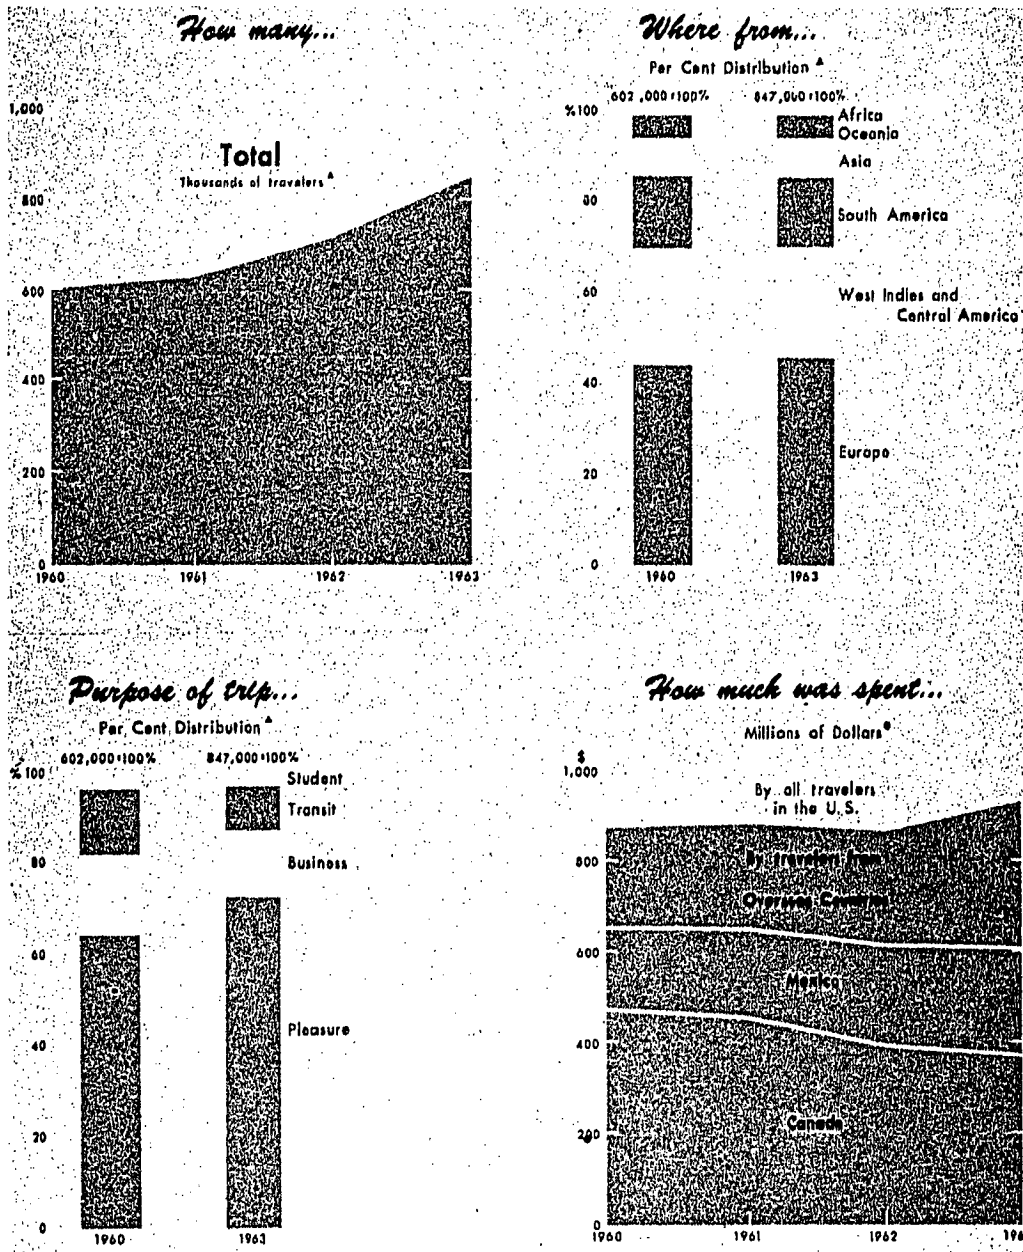 How many...
1,000
Total
Thousands of travelers▲
800
600
400
200
0
1960 1961 1962 1963
Where from...
Per Cent Distribution▲
602,000=100% 847,000=100%
%100
Africa
Oceania
Asia
80
South America
60
West Indies and
Central America
40
Europe
20
0
1960 1963
Purpose of trip...
Per Cent Distribution▲
602,000=100% 847,000=100%
%100
Student
Transit
80
Business
60
Pleasure
40
20
0
1960 1963
How much was spent...
Millions of Dollars●
$
1,000
By all travelers
in the U.S.
800
By travelers from
Overseas Countries
600
Mexico
400
Canada
200
0
1960 1961 1962 196